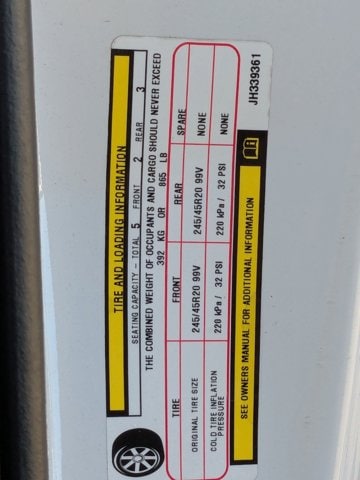 TIRE AND LOADING INFORMATION
SEATING CAPACITY - TOTAL 5 FRONT 2 REAR 3
THE COMBINED WEIGHT OF OCCUPANTS AND CARGO SHOULD NEVER EXCEED
392 KG OR 865 LB
TIRE FRONT REAR SPARE
ORIGINAL TIRE SIZE 245/45R20 99V 245/45R20 99V NONE
COLD TIRE INFLATION
PRESSURE 220 kPa / 32 PSI 220 kPa / 32 PSI NONE
SEE OWNERS MANUAL FOR ADDITIONAL INFORMATION
JH339361